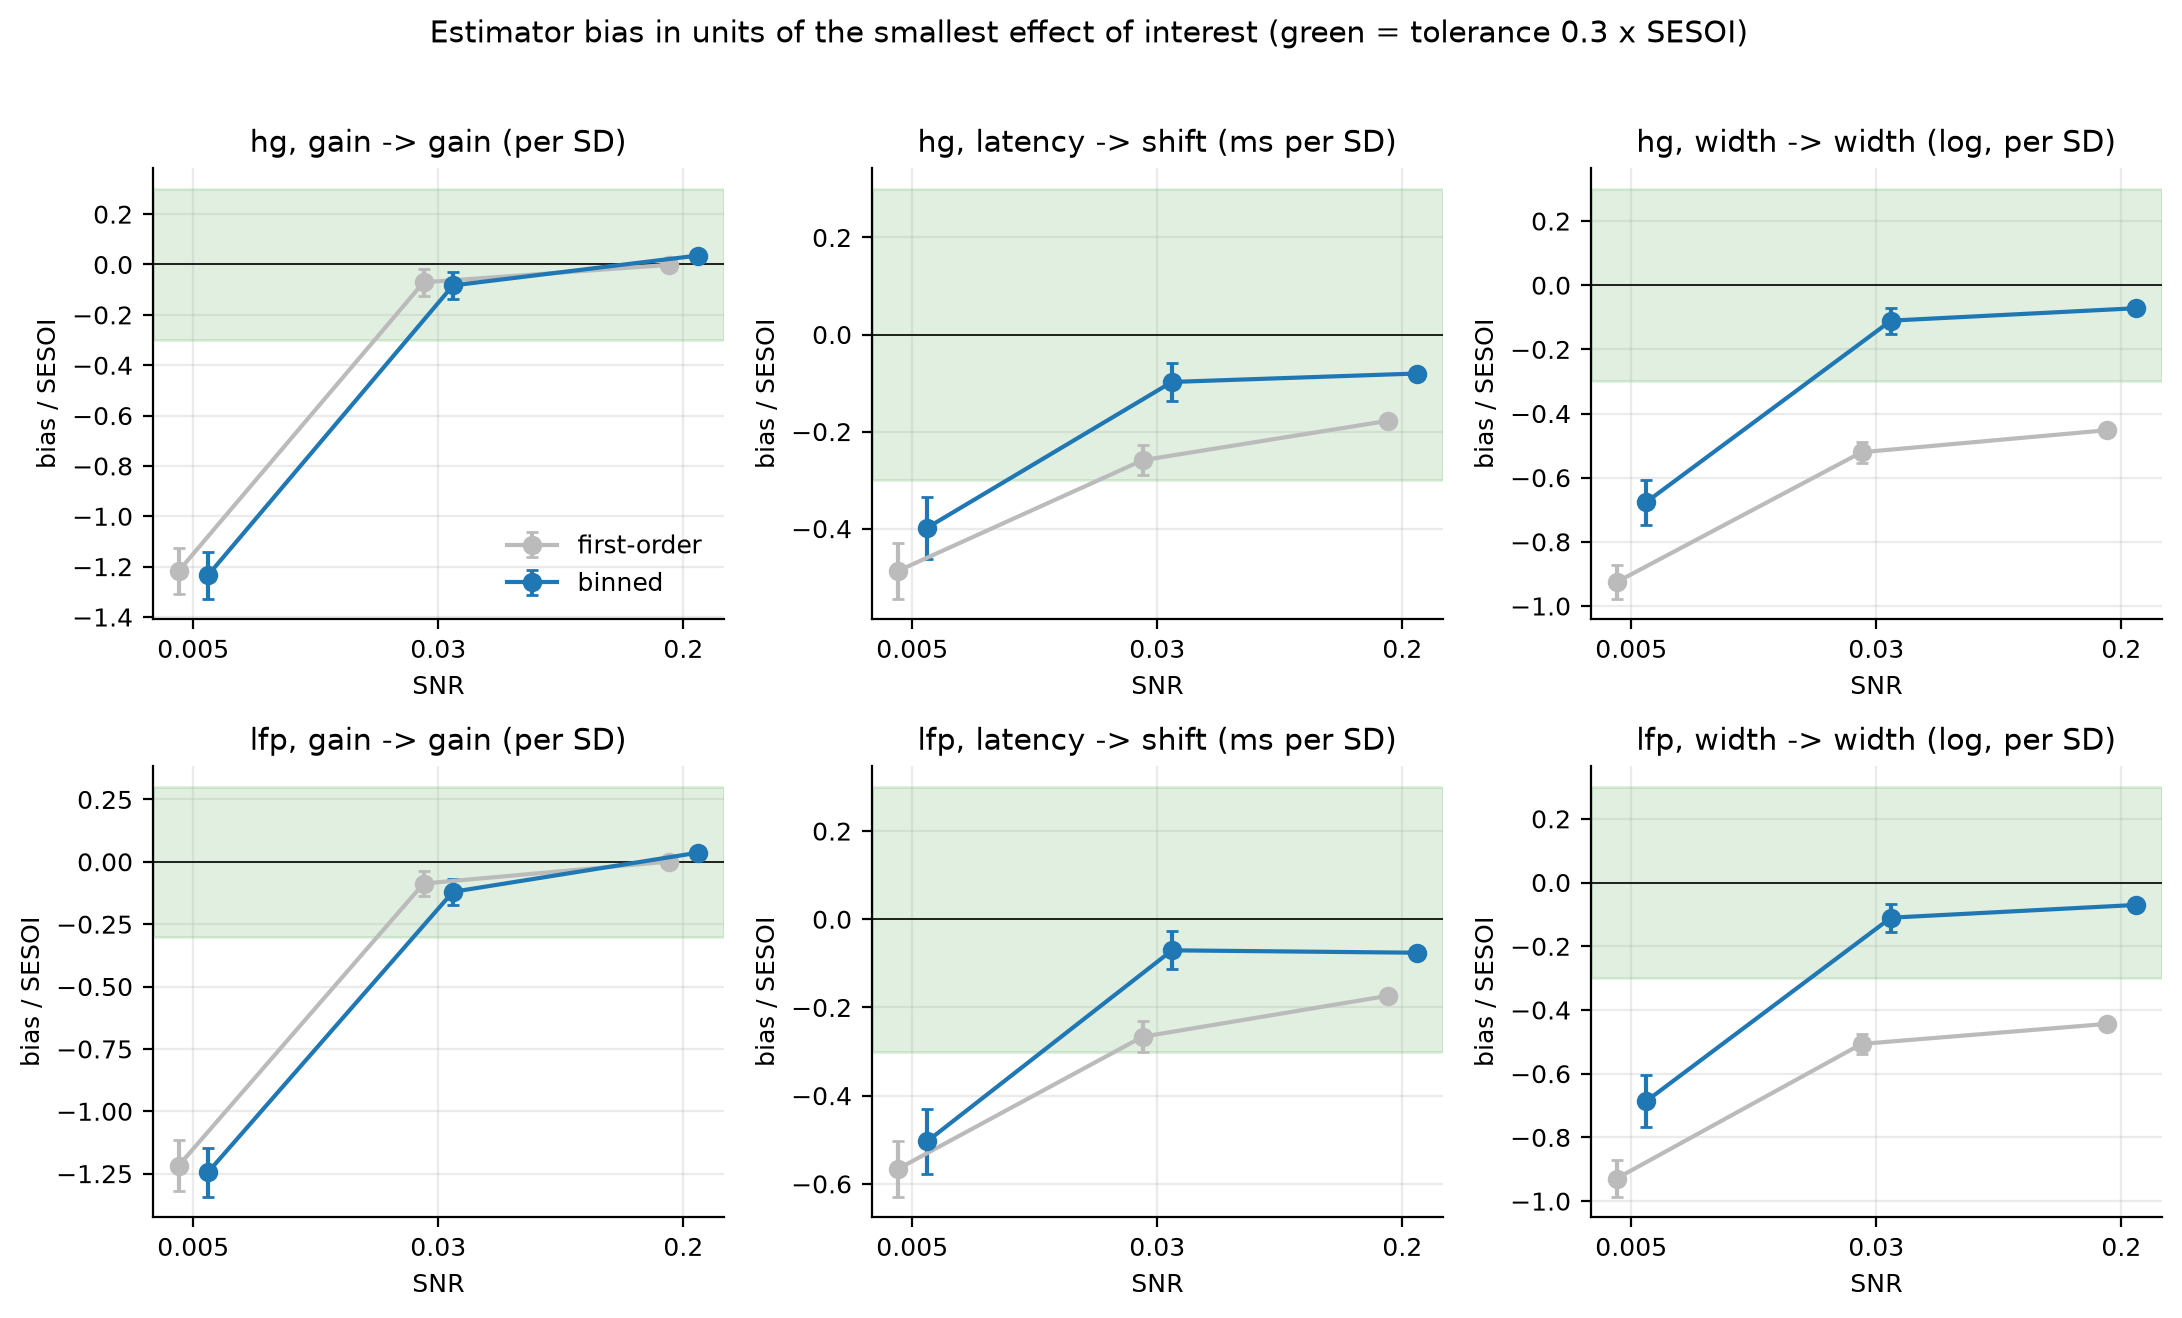 Estimator bias in units of the smallest effect of interest (green = tolerance 0.3 x SESOI)
hg, gain -> gain (per SD)
bias / SESOI
0.2
0.0
−0.2
−0.4
−0.6
−0.8
−1.0
−1.2
−1.4
first-order
binned
0.005
0.03
0.2
SNR
hg, latency -> shift (ms per SD)
bias / SESOI
0.2
0.0
−0.2
−0.4
0.005
0.03
0.2
SNR
hg, width -> width (log, per SD)
bias / SESOI
0.2
0.0
−0.2
−0.4
−0.6
−0.8
−1.0
0.005
0.03
0.2
SNR
lfp, gain -> gain (per SD)
bias / SESOI
0.25
0.00
−0.25
−0.50
−0.75
−1.00
−1.25
0.005
0.03
0.2
SNR
lfp, latency -> shift (ms per SD)
bias / SESOI
0.2
0.0
−0.2
−0.4
−0.6
0.005
0.03
0.2
SNR
lfp, width -> width (log, per SD)
bias / SESOI
0.2
0.0
−0.2
−0.4
−0.6
−0.8
−1.0
0.005
0.03
0.2
SNR